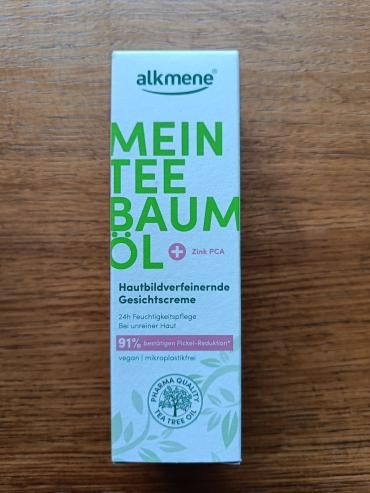 alkmene®
MEIN
TEE
BAUM
ÖL + Zink PCA
Hautbildverfeinernde
Gesichtscreme
24h Feuchtigkeitspflege
Bei unreiner Haut
91% bestätigen Pickel-Reduktion*
vegan | mikroplastikfrei
PHARMA QUALITY
TEA TREE OIL